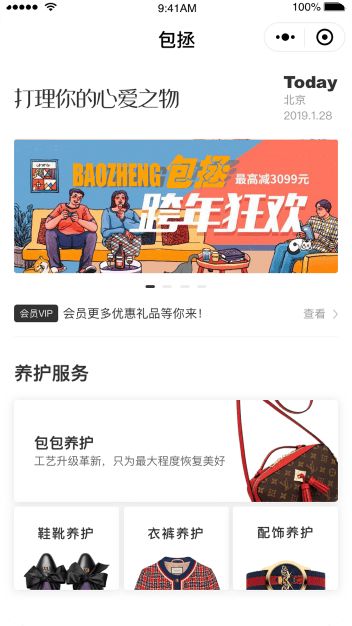 9:41AM
100%
包拯
打理你的心爱之物
Today
北京
2019.1.28
BAOZHENG 包拯
最高减3099元
跨年狂欢
会员VIP 会员更多优惠礼品等你来!
查看
养护服务
包包养护
工艺升级革新，只为最大程度恢复美好
鞋靴养护
衣裤养护
配饰养护